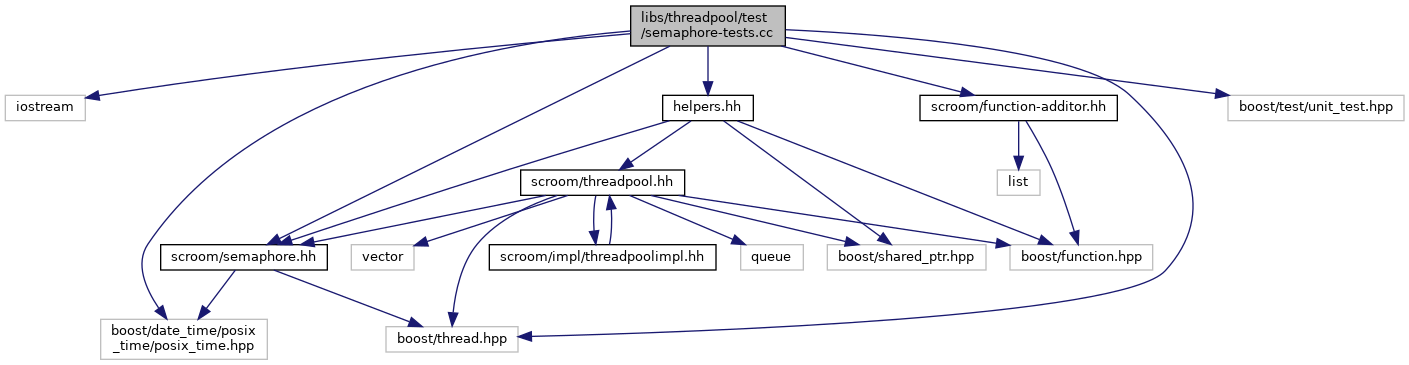 libs/threadpool/test
/semaphore-tests.cc
iostream
helpers.hh
scroom/function-additor.hh
boost/test/unit_test.hpp
scroom/threadpool.hh
list
scroom/semaphore.hh
vector
scroom/impl/threadpoolimpl.hh
queue
boost/shared_ptr.hpp
boost/function.hpp
boost/date_time/posix
_time/posix_time.hpp
boost/thread.hpp